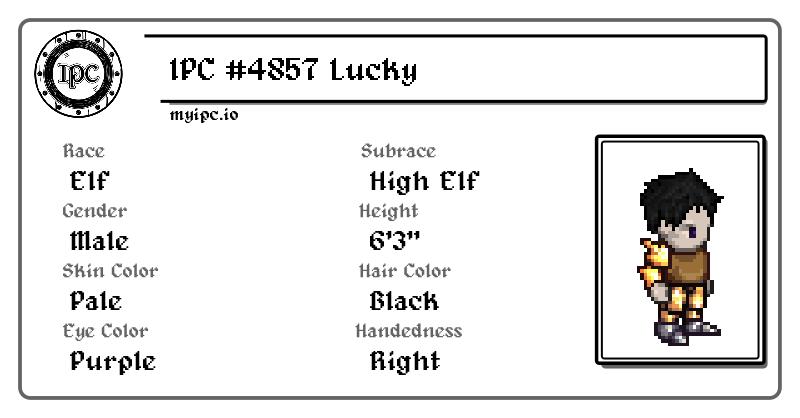 IPC
IPC #4857 Lucky
myipc.io
Race
Elf
Subrace
High Elf
Gender
Male
Height
6'3"
Skin Color
Pale
Hair Color
Black
Eye Color
Purple
Handedness
Right